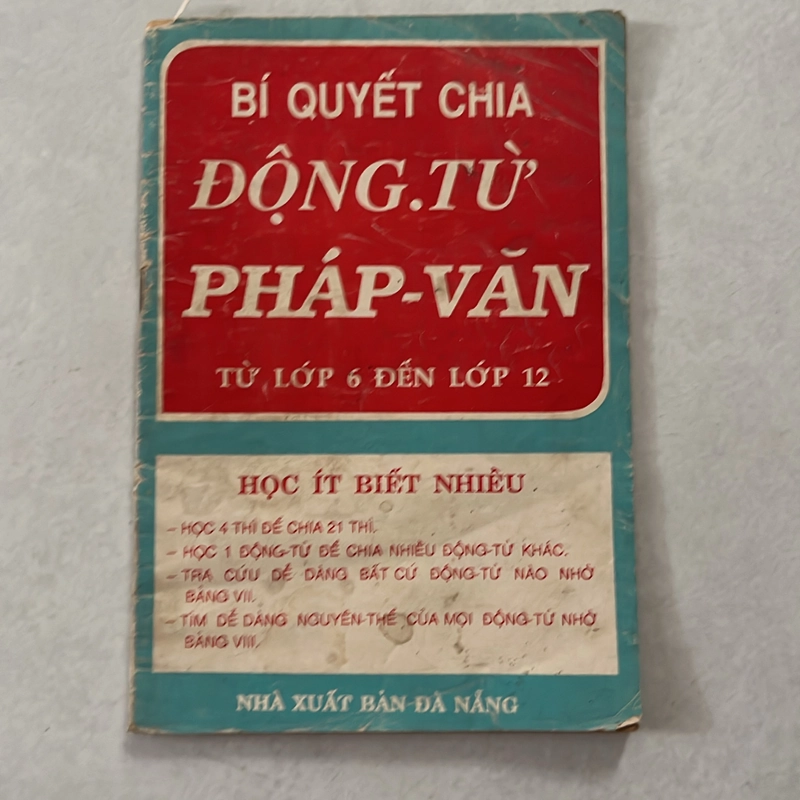 BÍ QUYẾT CHIA
ĐỘNG.TỪ
PHÁP-VĂN
TỪ LỚP 6 ĐẾN LỚP 12
HỌC ÍT BIẾT NHIỀU
- HỌC 4 THÌ ĐỂ CHIA 21 THÌ.
- HỌC 1 ĐỘNG-TỪ ĐỂ CHIA NHIỀU ĐỘNG-TỪ KHÁC.
- TRA CỨU DỄ DÀNG BẤT CỨ ĐỘNG-TỪ NÀO NHỜ
BẢNG VII.
- TÌM DỄ DÀNG NGUYÊN-THỂ CỦA MỌI ĐỘNG-TỪ NHỜ
BẢNG VIII.
NHÀ XUẤT BẢN ĐÀ NẴNG